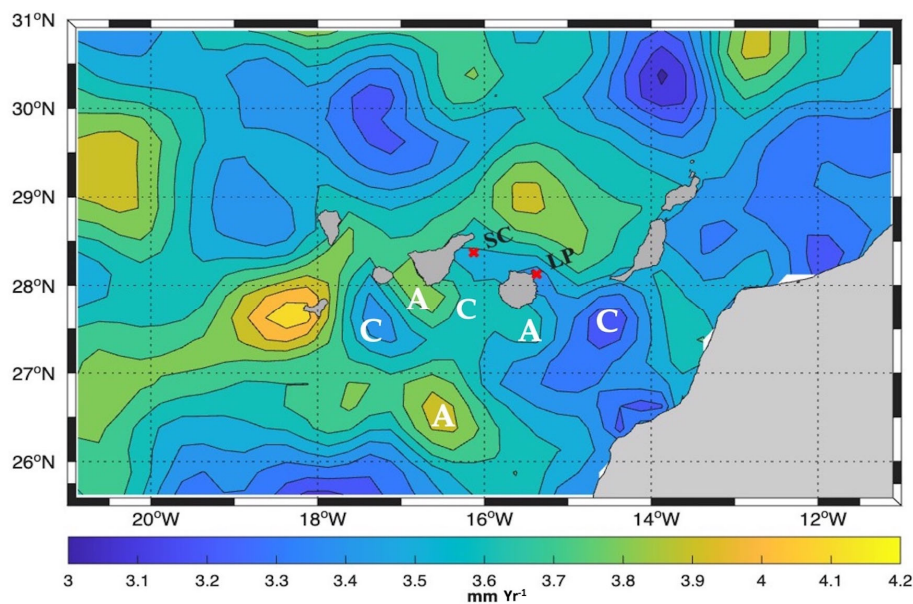 31°N
30°N
29°N
28°N
27°N
26°N
SC
LP
A
C
C
A
C
A
20°W
18°W
16°W
14°W
12°W
3
3.1
3.2
3.3
3.4
3.5
3.6
3.7
3.8
3.9
4
4.1
4.2
mm Yr⁻¹